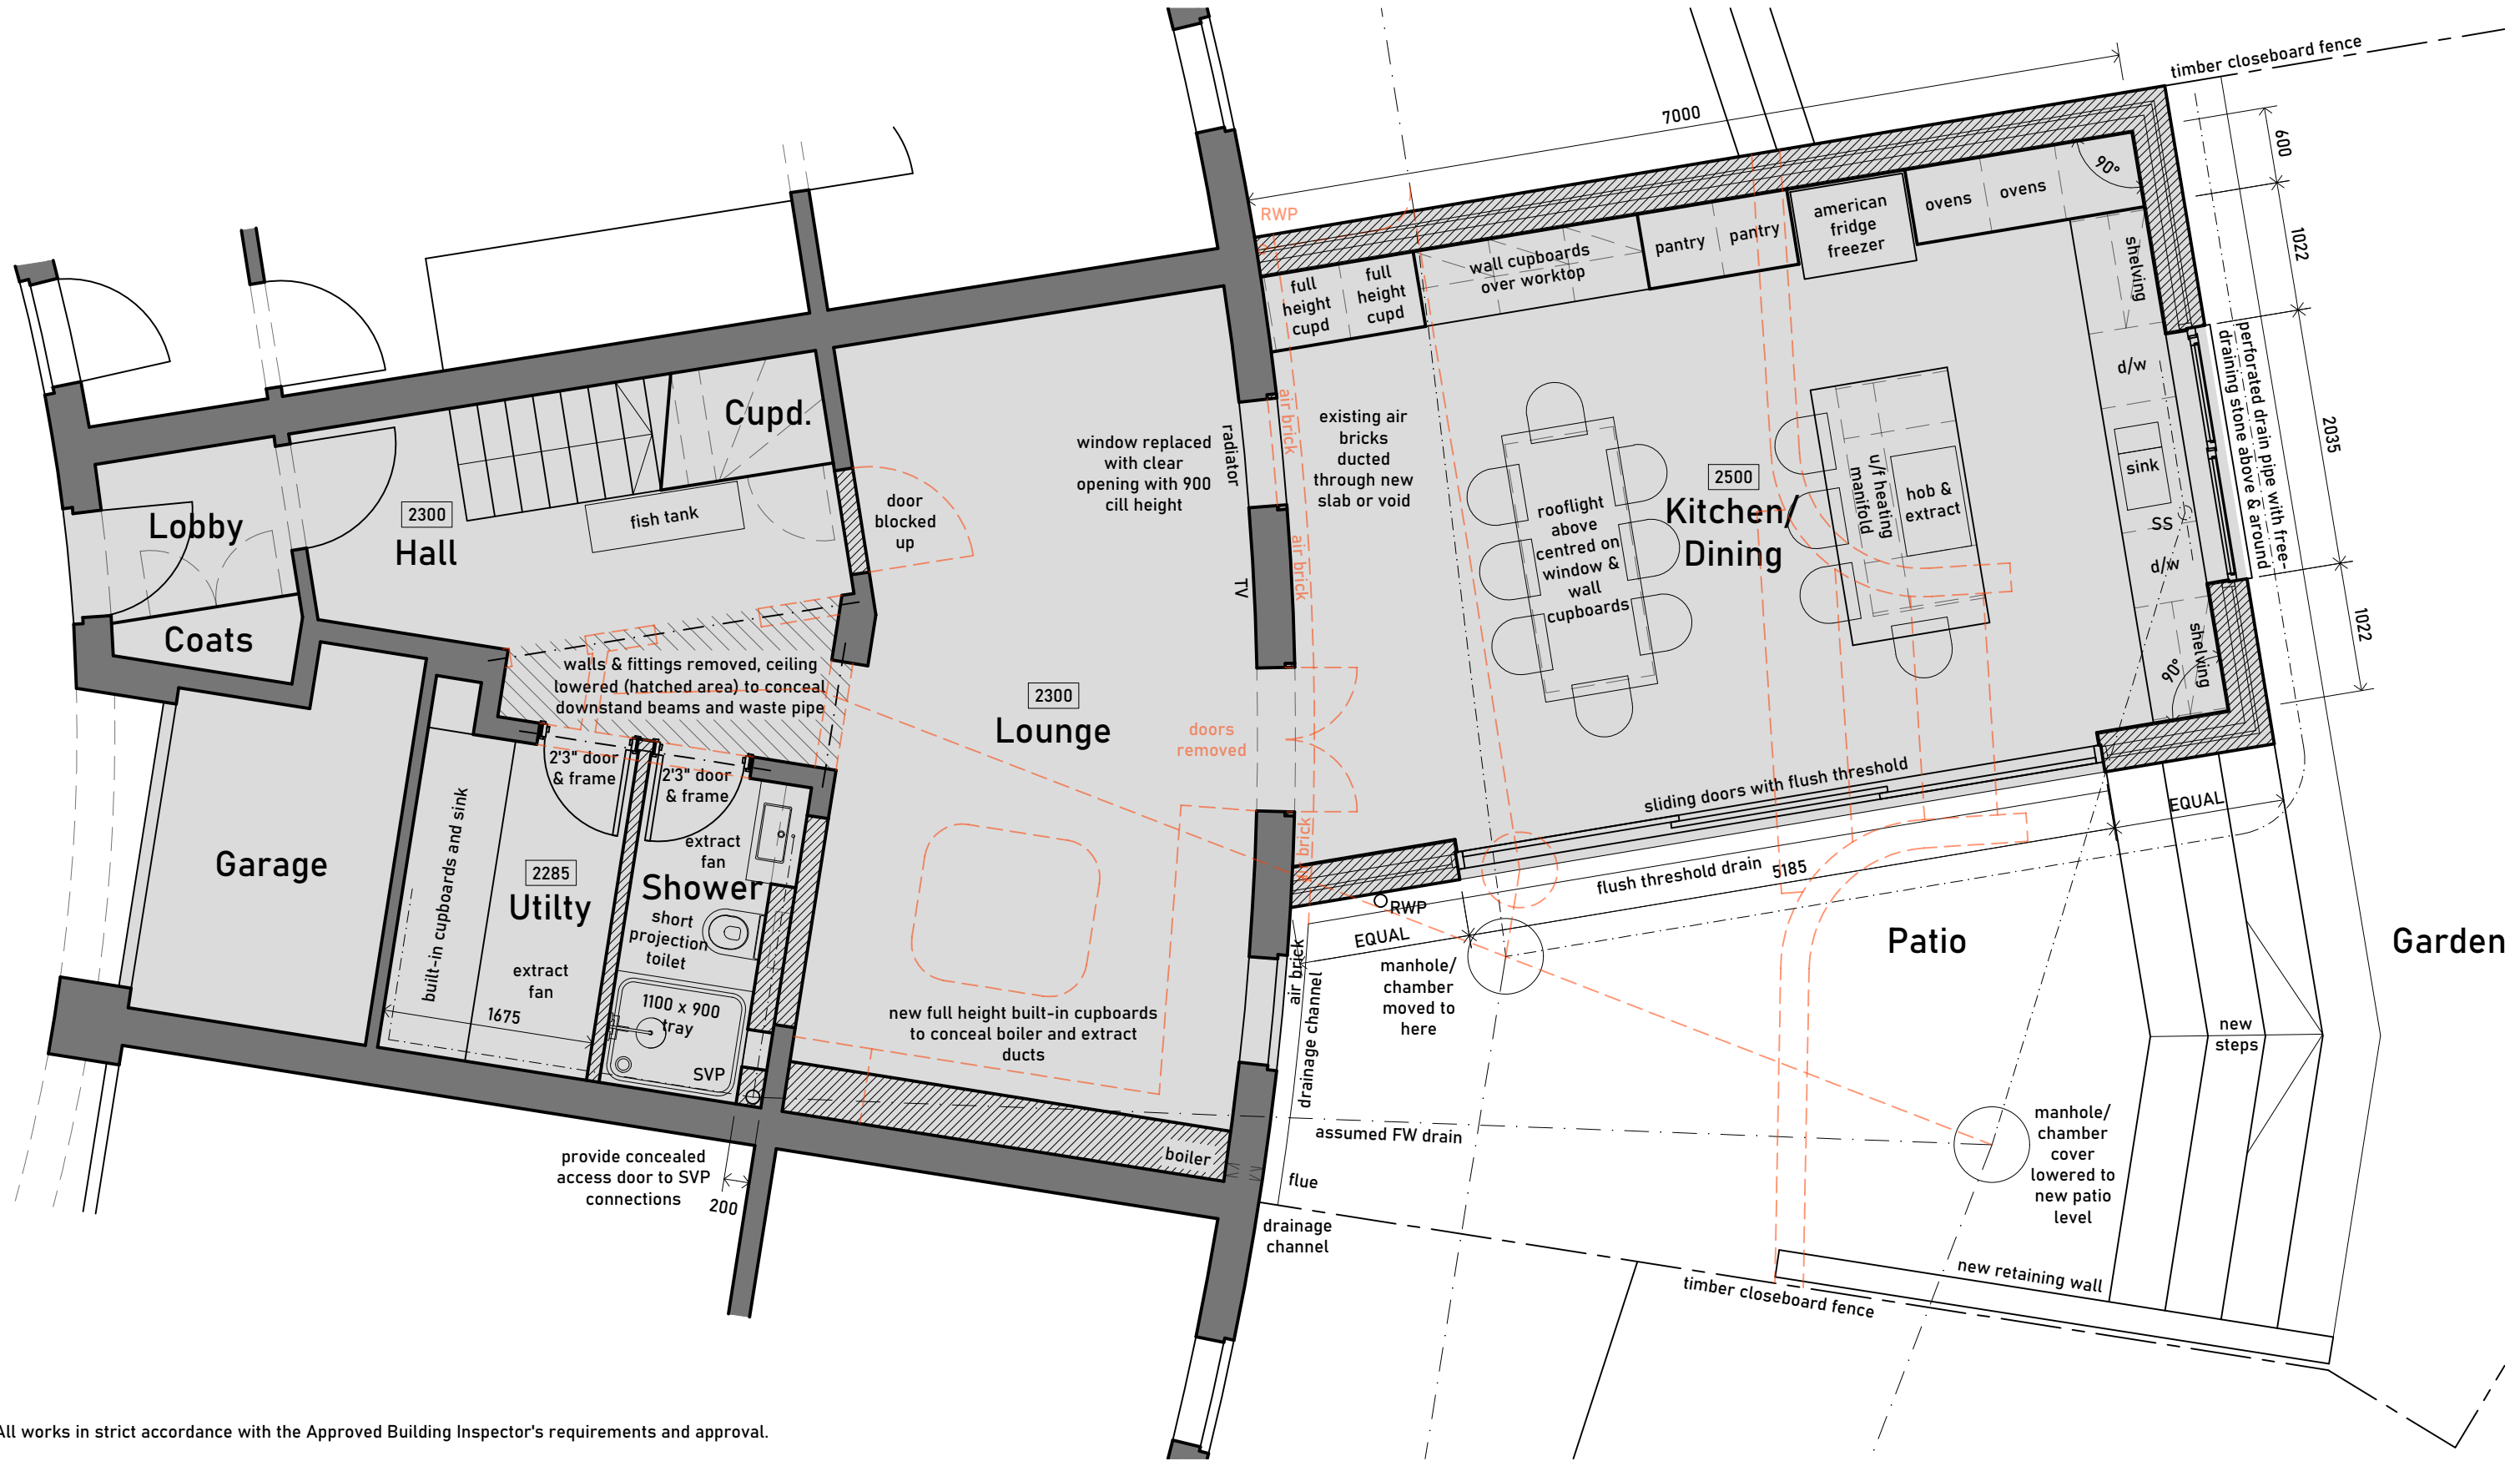 timber closeboard fence
7000
600
90°
1022
RWP
american
fridge
freezer
ovens
ovens
pantry
pantry
wall cupboards
over worktop
full
height
cupd
full
height
cupd
shelving
d/w
sink
SS
d/w
shelving
90°
perforated drain pipe with free-
draining stone above & around
2035
1022
Cupd.
Lobby
2300
Hall
fish tank
Coats
door
blocked
up
window replaced
with clear
opening with 900
cill height
radiator
TV
air brick
air brick
existing air
bricks
ducted
through new
slab or void
rooflight
above
centred on
window &
wall
cupboards
2500
Kitchen/
Dining
u/f heating
manifold
hob &
extract
walls & fittings removed, ceiling
lowered (hatched area) to conceal
downstand beams and waste pipe
2300
Lounge
doors
removed
2'3" door
& frame
2'3" door
& frame
Garage
built-in cupboards and sink
2285
Utilty
extract
fan
1675
extract
fan
Shower
short
projection
toilet
1100 x 900
tray
SVP
sliding doors with flush threshold
EQUAL
flush threshold drain
5185
brick
RWP
EQUAL
air brick
drainage channel
manhole/
chamber
moved to
here
Patio
Garden
new
steps
new full height built-in cupboards
to conceal boiler and extract
ducts
boiler
assumed FW drain
flue
manhole/
chamber
cover
lowered to
new patio
level
provide concealed
access door to SVP
connections
200
drainage
channel
new retaining wall
timber closeboard fence
All works in strict accordance with the Approved Building Inspector's requirements and approval.